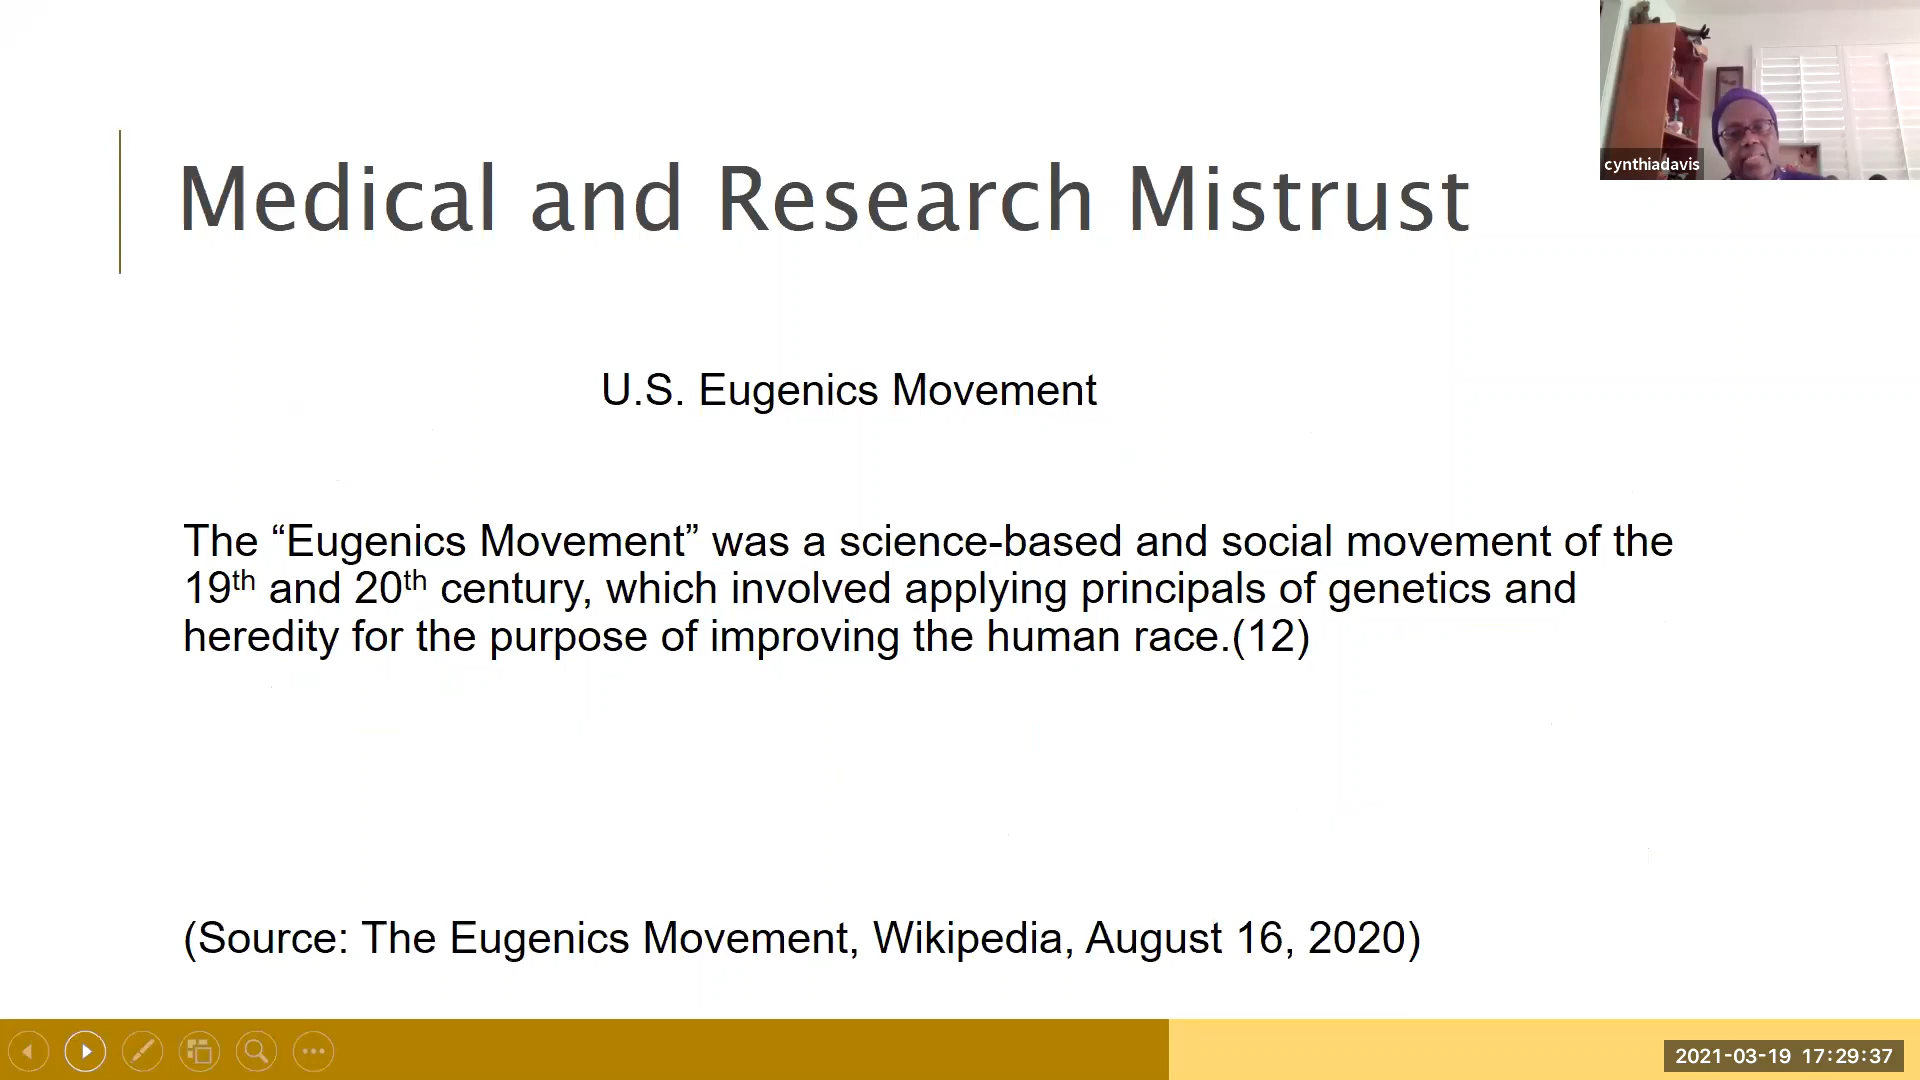 cynthiadavis
Medical and Research Mistrust
U.S. Eugenics Movement
The “Eugenics Movement” was a science-based and social movement of the
19th and 20th century, which involved applying principals of genetics and
heredity for the purpose of improving the human race.(12)
(Source: The Eugenics Movement, Wikipedia, August 16, 2020)
2021-03-19 17:29:37